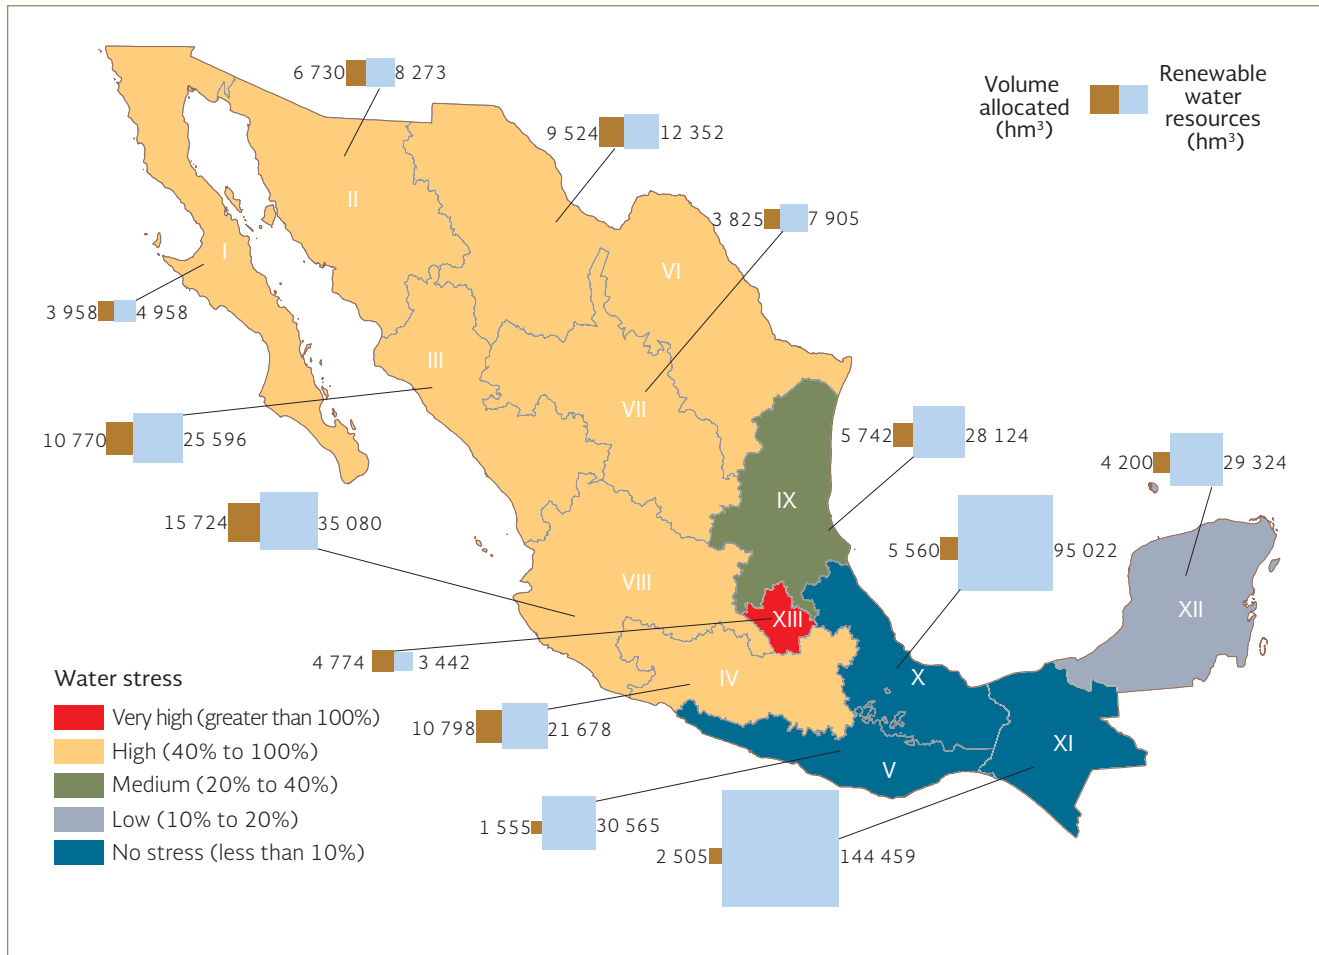 6 730 8 273
Volume
allocated
(hm³)
Renewable
water
resources
(hm³)
9 524 12 352
II
3 825 7 905
I
VI
3 958 4 958
III
VII
10 770 25 596
5 742 28 124
4 200 29 324
IX
15 724 35 080
5 560 95 022
VIII
XII
XIII
4 774 3 442
IV
X
10 798 21 678
XI
V
1 555 30 565
2 505 144 459
Water stress
Very high (greater than 100%)
High (40% to 100%)
Medium (20% to 40%)
Low (10% to 20%)
No stress (less than 10%)